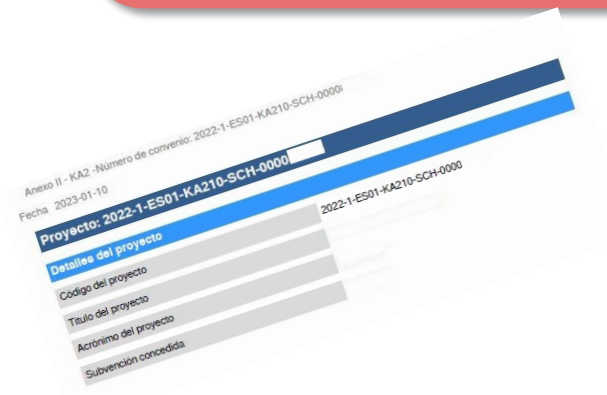 Anexo II - KA2 -Número de convenio: 2022-1-ES01-KA210-SCH-0000
Fecha 2023-01-10
Proyecto: 2022-1-ES01-KA210-SCH-0000
Detalles del proyecto
Código del proyecto 2022-1-ES01-KA210-SCH-0000
Título del proyecto
Acrónimo del proyecto
Subvención concedida